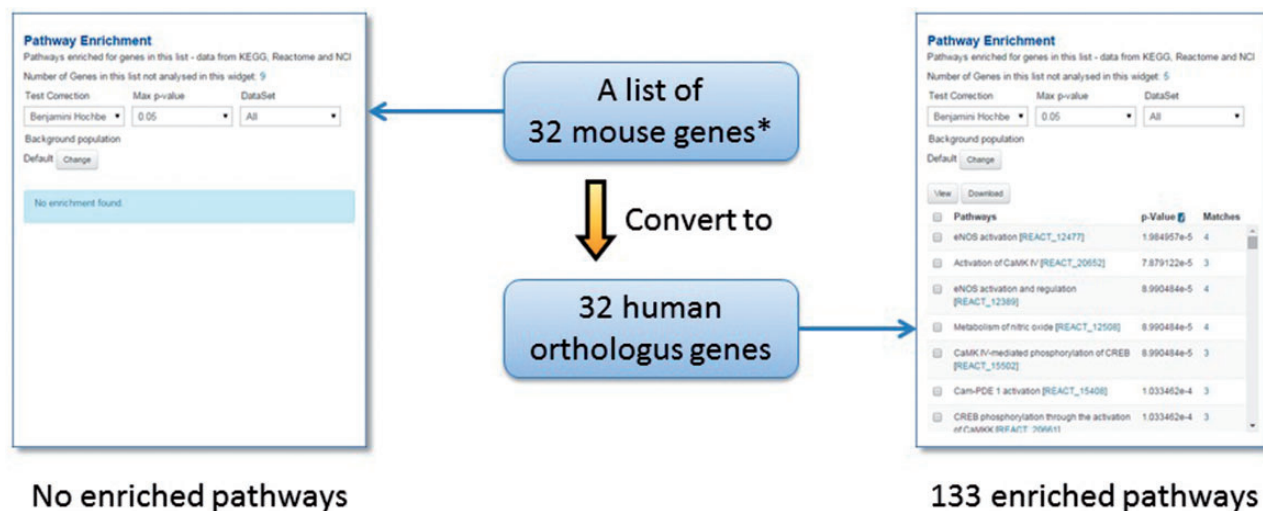 Pathway Enrichment
Pathways enriched for genes in this list - data from KEGG, Reactome and NCI
Number of Genes in this list not analysed in this widget: 9
Test Correction Max p-value DataSet
Benjamini Hochbe 0.05 All
Background population
Default Change
No enrichment found.
No enriched pathways
A list of
32 mouse genes*
Convert to
32 human
orthologus genes
Pathway Enrichment
Pathways enriched for genes in this list - data from KEGG, Reactome and NCI
Number of Genes in this list not analysed in this widget: 5
Test Correction Max p-value DataSet
Benjamini Hochbe 0.05 All
Background population
Default Change
View Download
Pathways p-Value Matches
eNOS activation [REACT_12477] 1.984957e-5 4
Activation of CaMK IV [REACT_20652] 7.879122e-5 3
eNOS activation and regulation 8.990484e-5 4
[REACT_12389]
Metabolism of nitric oxide [REACT_12508] 8.990484e-5 4
CaMK IV-mediated phosphorylation of CREB 8.990484e-5 3
[REACT_15502]
Cam-PDE 1 activation [REACT_15408] 1.033462e-4 3
CREB phosphorylation through the activation 1.033462e-4 3
of CaMKK [REACT_20661]
133 enriched pathways